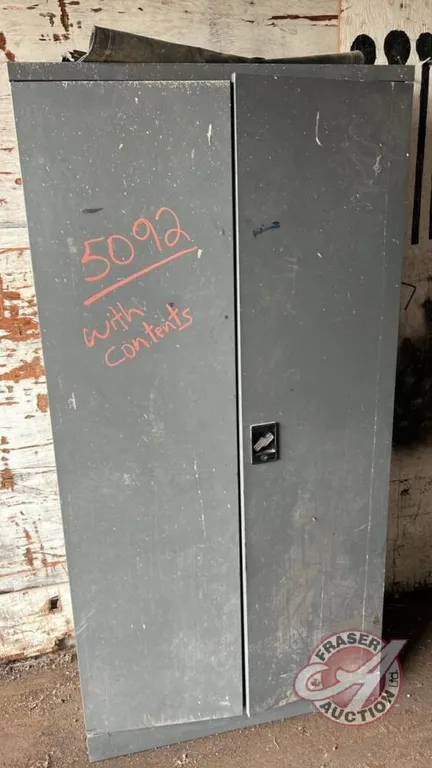 5092
with
contents
FRASER
AUCTION
Ltd.